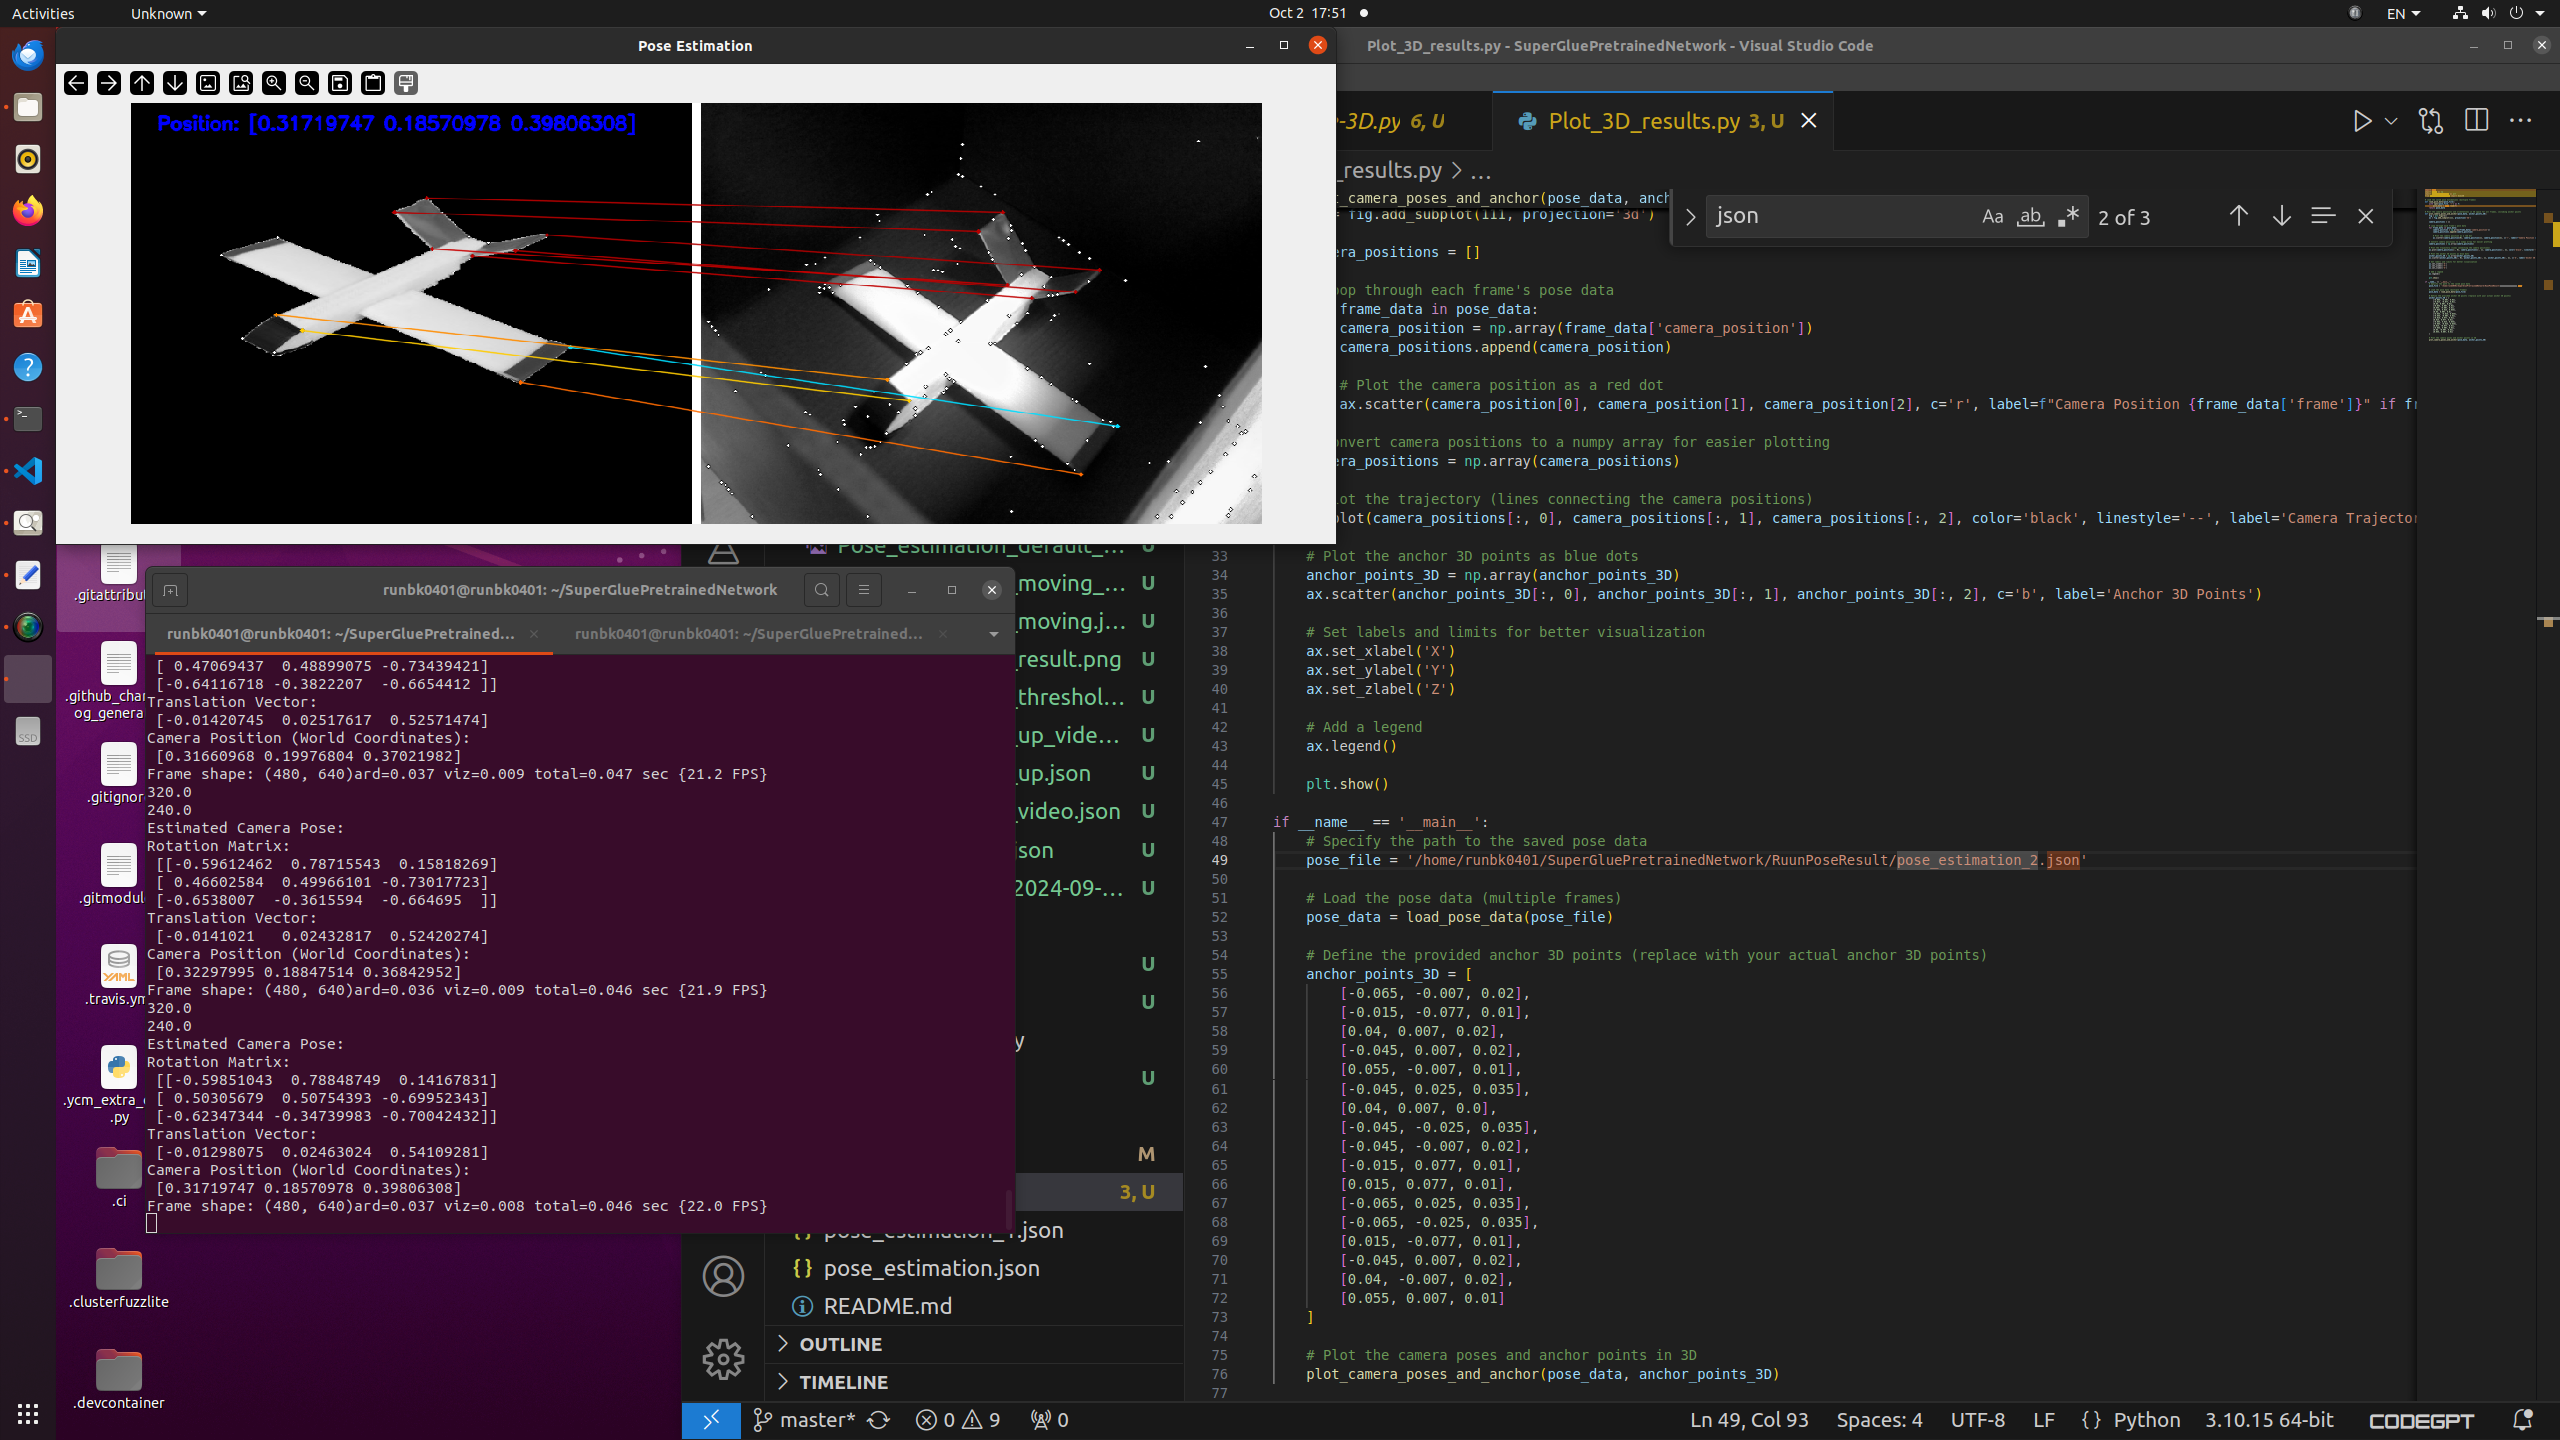 Activities
Unknown
Oct 2 17:51
EN
Pose Estimation
Plot_3D_results.py - SuperGluePretrainedNetwork - Visual Studio Code
Position: [0.31719747 0.18570978 0.39806308]
-3D.py 6, U
Plot_3D_results.py 3, U
_results.py > ...
json
Aa
ab
2 of 3
t_camera_poses_and_anchor(pose_data, anch
= fig.add_subplot(111, projection='3d')
era_positions = []
oop through each frame's pose data
frame_data in pose_data:
camera_position = np.array(frame_data['camera_position'])
camera_positions.append(camera_position)
# Plot the camera position as a red dot
ax.scatter(camera_position[0], camera_position[1], camera_position[2], c='r', label=f"Camera Position {frame_data['frame']}" if fr
onvert camera positions to a numpy array for easier plotting
era_positions = np.array(camera_positions)
lot the trajectory (lines connecting the camera positions)
plot(camera_positions[:, 0], camera_positions[:, 1], camera_positions[:, 2], color='black', linestyle='--', label='Camera Trajector
33 # Plot the anchor 3D points as blue dots
34 anchor_points_3D = np.array(anchor_points_3D)
35 ax.scatter(anchor_points_3D[:, 0], anchor_points_3D[:, 1], anchor_points_3D[:, 2], c='b', label='Anchor 3D Points')
36
37 # Set labels and limits for better visualization
38 ax.set_xlabel('X')
39 ax.set_ylabel('Y')
40 ax.set_zlabel('Z')
41
42 # Add a legend
43 ax.legend()
44
45 plt.show()
46
47 if __name__ == '__main__':
48 # Specify the path to the saved pose data
49 pose_file = '/home/runbk0401/SuperGluePretrainedNetwork/RuunPoseResult/pose_estimation_2.json'
50
51 # Load the pose data (multiple frames)
52 pose_data = load_pose_data(pose_file)
53
54 # Define the provided anchor 3D points (replace with your actual anchor 3D points)
55 anchor_points_3D = [
56 [-0.065, -0.007, 0.02],
57 [-0.015, -0.077, 0.01],
58 [0.04, 0.007, 0.02],
59 [-0.045, 0.007, 0.02],
60 [0.055, -0.007, 0.01],
61 [-0.045, 0.025, 0.035],
62 [0.04, 0.007, 0.0],
63 [-0.045, -0.025, 0.035],
64 [-0.045, -0.007, 0.02],
65 [-0.015, 0.077, 0.01],
66 [0.015, 0.077, 0.01],
67 [-0.065, 0.025, 0.035],
68 [-0.065, -0.025, 0.035],
69 [0.015, -0.077, 0.01],
70 [-0.045, 0.007, 0.02],
71 [0.04, -0.007, 0.02],
72 [0.055, 0.007, 0.01]
73 ]
74
75 # Plot the camera poses and anchor points in 3D
76 plot_camera_poses_and_anchor(pose_data, anchor_points_3D)
77
Pose_estimation_default_... U
_moving_... U
_moving.j... U
_result.png U
_threshol... U
_up_vide... U
_up.json U
_video.json U
json U
2024-09-... U
U
U
y
U
M
3, U
pose_estimation_1.json
{} pose_estimation.json
README.md
OUTLINE
TIMELINE
.gitattribu
.github_chan
og_genera
.gitignor
.gitmodul
YAML
.travis.ym
.ycm_extra_c
.py
.ci
.clusterfuzzlite
.devcontainer
SSD
runbk0401@runbk0401: ~/SuperGluePretrainedNetwork
runbk0401@runbk0401: ~/SuperGluePretrained...
runbk0401@runbk0401: ~/SuperGluePretrained...
[ 0.47069437 0.48899075 -0.73439421]
[-0.64116718 -0.3822207 -0.6654412 ]]
Translation Vector:
[-0.01420745 0.02517617 0.52571474]
Camera Position (World Coordinates):
[0.31660968 0.19976804 0.37021982]
Frame shape: (480, 640)ard=0.037 viz=0.009 total=0.047 sec {21.2 FPS}
320.0
240.0
Estimated Camera Pose:
Rotation Matrix:
[[-0.59612462 0.78715543 0.15818269]
[ 0.46602584 0.49966101 -0.73017723]
[-0.6538007 -0.3615594 -0.664695 ]]
Translation Vector:
[-0.0141021 0.02432817 0.52420274]
Camera Position (World Coordinates):
[0.32297995 0.18847514 0.36842952]
Frame shape: (480, 640)ard=0.036 viz=0.009 total=0.046 sec {21.9 FPS}
320.0
240.0
Estimated Camera Pose:
Rotation Matrix:
[[-0.59851043 0.78848749 0.14167831]
[ 0.50305679 0.50754393 -0.69952343]
[-0.62347344 -0.34739983 -0.70042432]]
Translation Vector:
[-0.01298075 0.02463024 0.54109281]
Camera Position (World Coordinates):
[0.31719747 0.18570978 0.39806308]
Frame shape: (480, 640)ard=0.037 viz=0.008 total=0.046 sec {22.0 FPS}
master*
0
9
0
Ln 49, Col 93
Spaces: 4
UTF-8
LF
{} Python
3.10.15 64-bit
CODEGPT